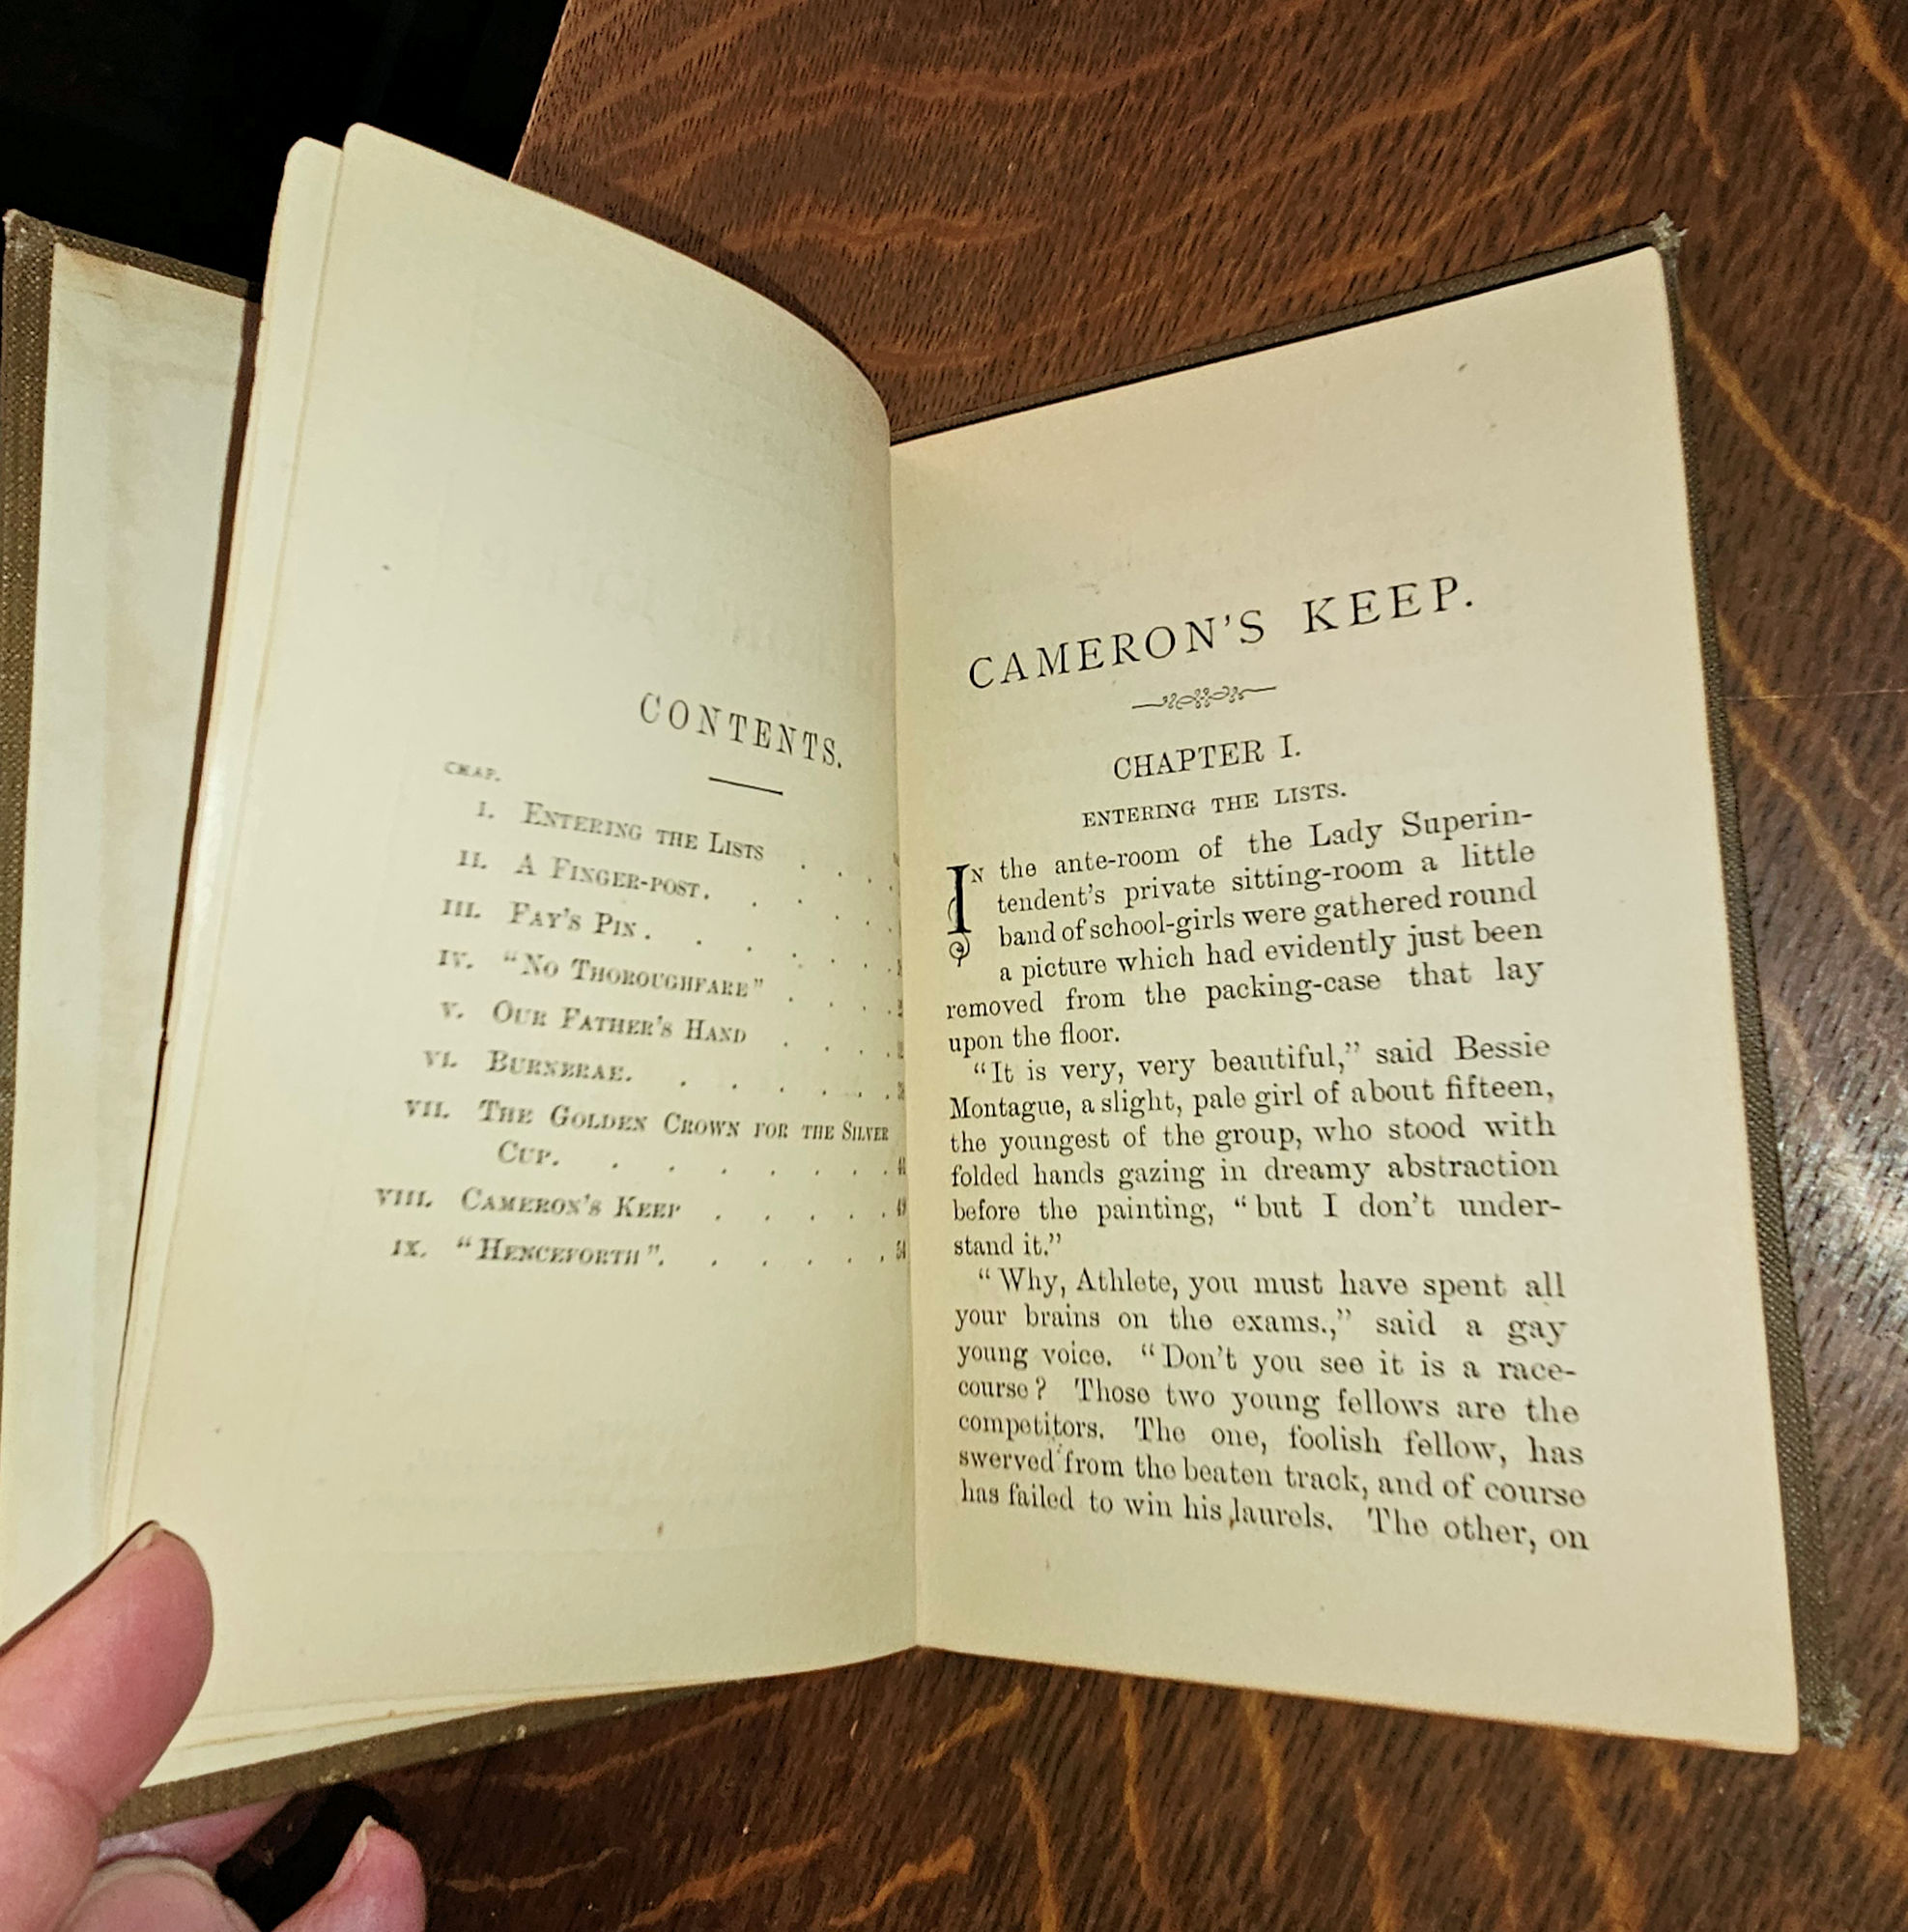 CONTENTS.
CHAP.
I. ENTERING THE LISTS . . .
II. A FINGER-POST. . . . .
III. FAY'S PIN. . . . . .
IV. "NO THOROUGHFARE" . . . .
V. OUR FATHER'S HAND . . . .
VI. BURNBRAE. . . . . .
VII. THE GOLDEN CROWN FOR THE SILVER
CUP. . . . . . . 41
VIII. CAMERON'S KEEP . . . . . 49
IX. "HENCEFORTH". . . . . . 54
CAMERON'S KEEP.
CHAPTER I.
ENTERING THE LISTS.
IN the ante-room of the Lady Superin-
tendent's private sitting-room a little
band of school-girls were gathered round
a picture which had evidently just been
removed from the packing-case that lay
upon the floor.
"It is very, very beautiful," said Bessie
Montague, a slight, pale girl of about fifteen,
the youngest of the group, who stood with
folded hands gazing in dreamy abstraction
before the painting, "but I don't under-
stand it."
"Why, Athlete, you must have spent all
your brains on the exams.," said a gay
young voice. "Don't you see it is a race-
course? Those two young fellows are the
competitors. The one, foolish fellow, has
swerved from the beaten track, and of course
has failed to win his laurels. The other, on